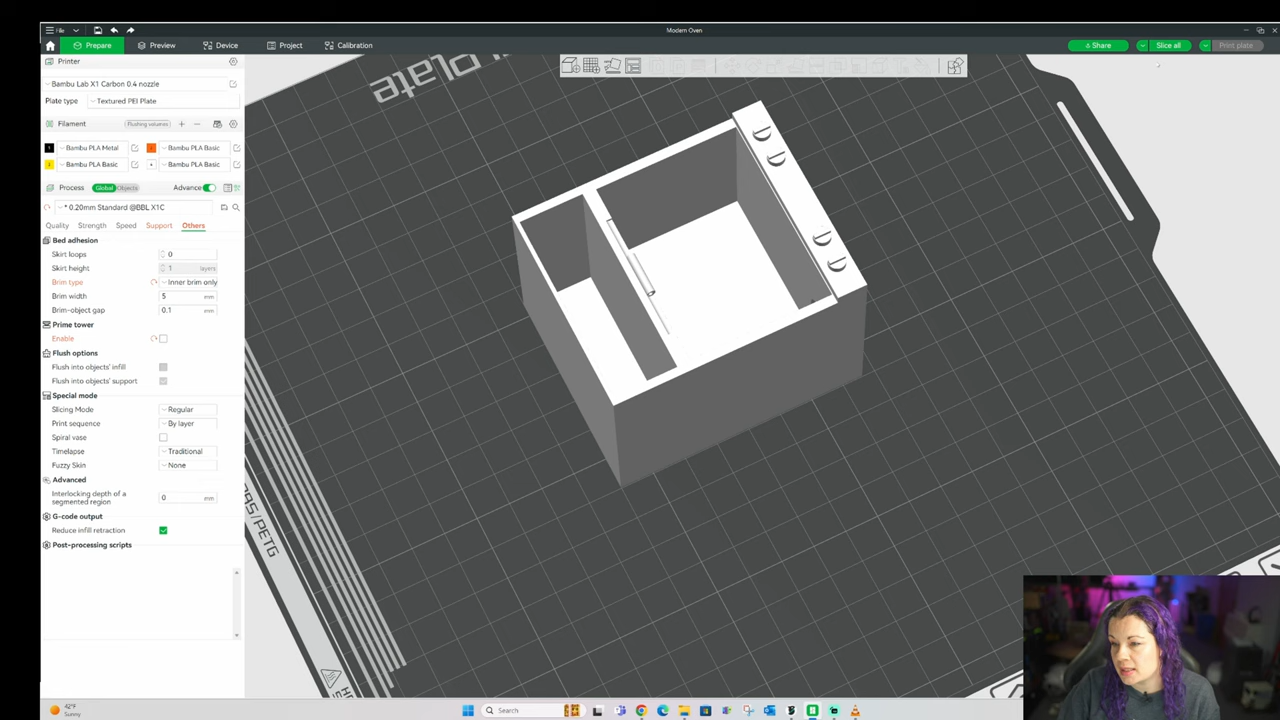 File
Modern Oven
Prepare
Preview
Device
Project
Calibration
Share
Slice all
Print plate
Printer
Bambu Lab X1 Carbon 0.4 nozzle
Plate type
Textured PEI Plate
Filament
Flushing volumes
1
Bambu PLA Metal
Bambu PLA Basic
Bambu PLA Basic
Bambu PLA Basic
Process
Global
Objects
Advance
* 0.20mm Standard @BBL X1C
Quality
Strength
Speed
Support
Others
Bed adhesion
Skirt loops
0
Skirt height
1
layers
Brim type
Inner brim only
Brim width
5
mm
Brim-object gap
0.1
mm
Prime tower
Enable
Flush options
Flush into objects' infill
Flush into objects' support
Special mode
Slicing Mode
Regular
Print sequence
By layer
Spiral vase
Timelapse
Traditional
Fuzzy Skin
None
Advanced
Interlocking depth of a
segmented region
0
mm
G-code output
Reduce infill retraction
Post-processing scripts
42°F
Sunny
Search